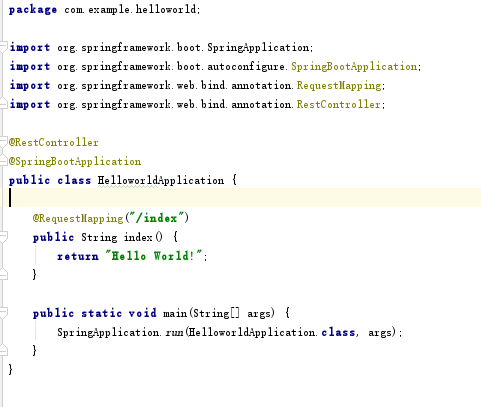 package com.example.helloworld;
import org.springframework.boot.SpringApplication;
import org.springframework.boot.autoconfigure.SpringBootApplication;
import org.springframework.web.bind.annotation.RequestMapping;
import org.springframework.web.bind.annotation.RestController;
@RestController
@SpringBootApplication
public class HelloworldApplication {
@RequestMapping("/index")
public String index() {
return "Hello World!";
}
public static void main(String[] args) {
SpringApplication.run(HelloworldApplication.class, args);
}
}